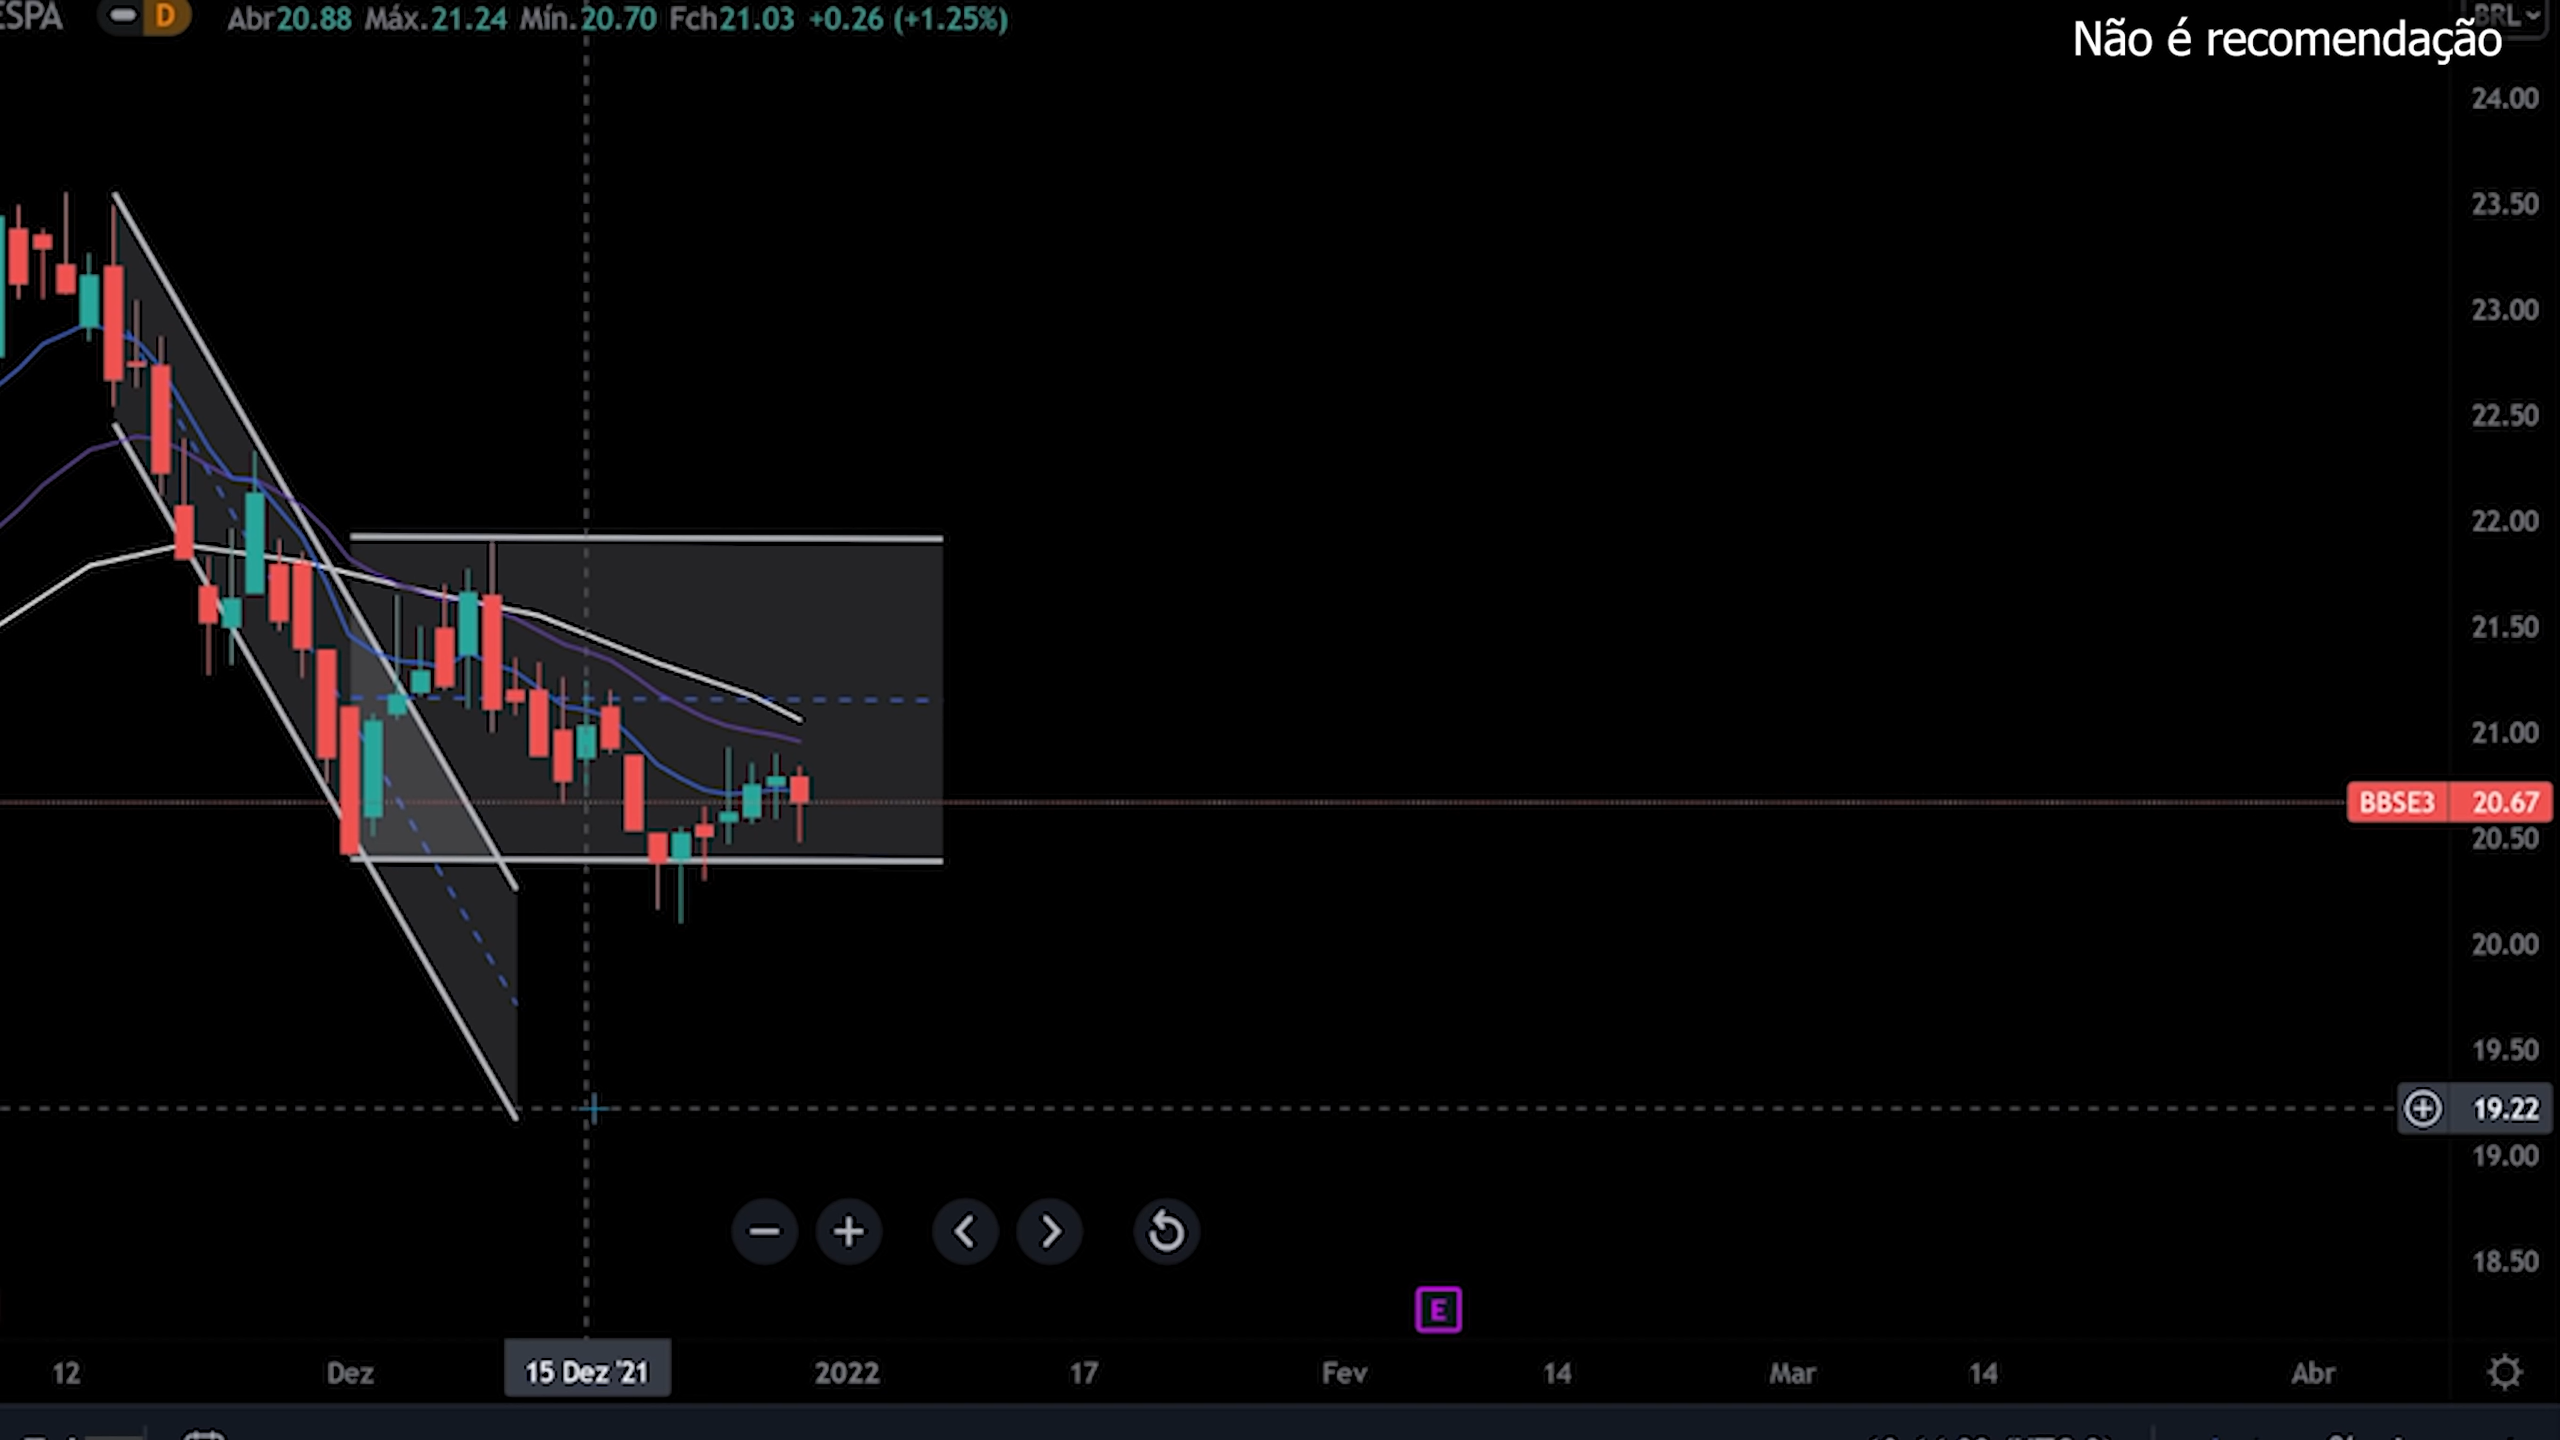 ESPA D Abr20.88 Máx.21.24 Mín.20.70 Fch21.03 +0.26 (+1.25%) BRL
Não é recomendação
24.00
23.50
23.00
22.50
22.00
21.50
21.00
BBSE3 20.67
20.50
20.00
19.50
19.22
19.00
18.50
E
12 Dez 15 Dez '21 2022 17 Fev 14 Mar 14 Abr